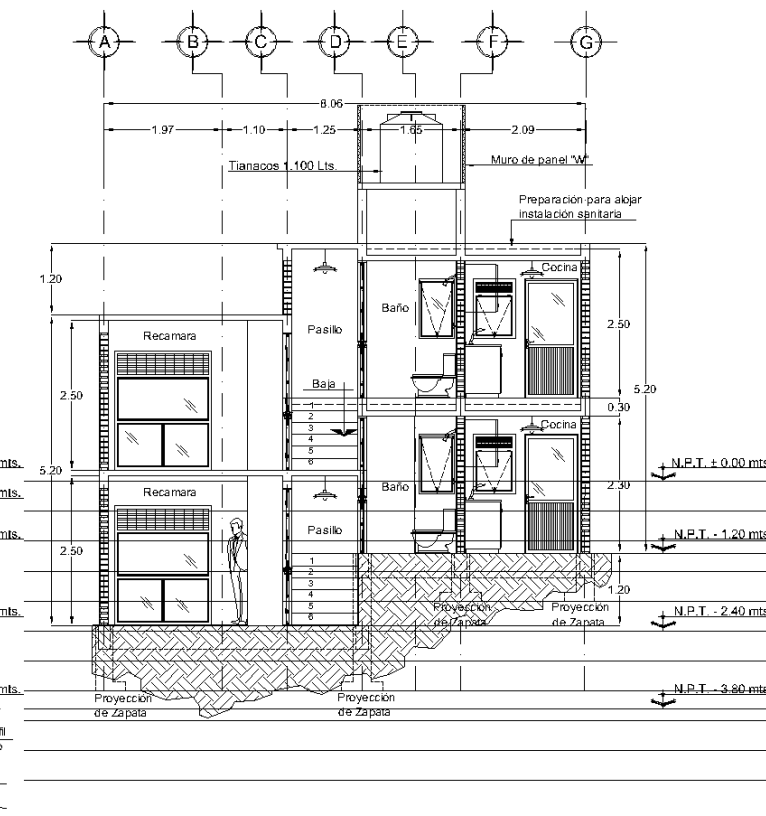 A B C D E F G
8.06
1.97 1.10 1.25 1.65 2.09
Tianacos 1.100 Lts.
Muro de panel "W"
Preparación para alojar
instalación sanitaria
1.20
Cocina
Baño
Pasillo
2.50
Recamara
Baja
5.20
2.50
1
2
3
4
5
6
0.30
Cocina
mts.
5.20
N.P.T. ± 0.00 mts
Baño
2.30
Recamara
mts.
Pasillo
mts.
N.P.T. - 1.20 mts
2.50
1
2
3
4
5
6
1.20
mts.
Proyección
de Zapata
Proyección
de Zapata
N.P.T. - 2.40 mts
mts.
N.P.T. - 3.80 mts
Proyección
de Zapata
Proyección
de Zapata